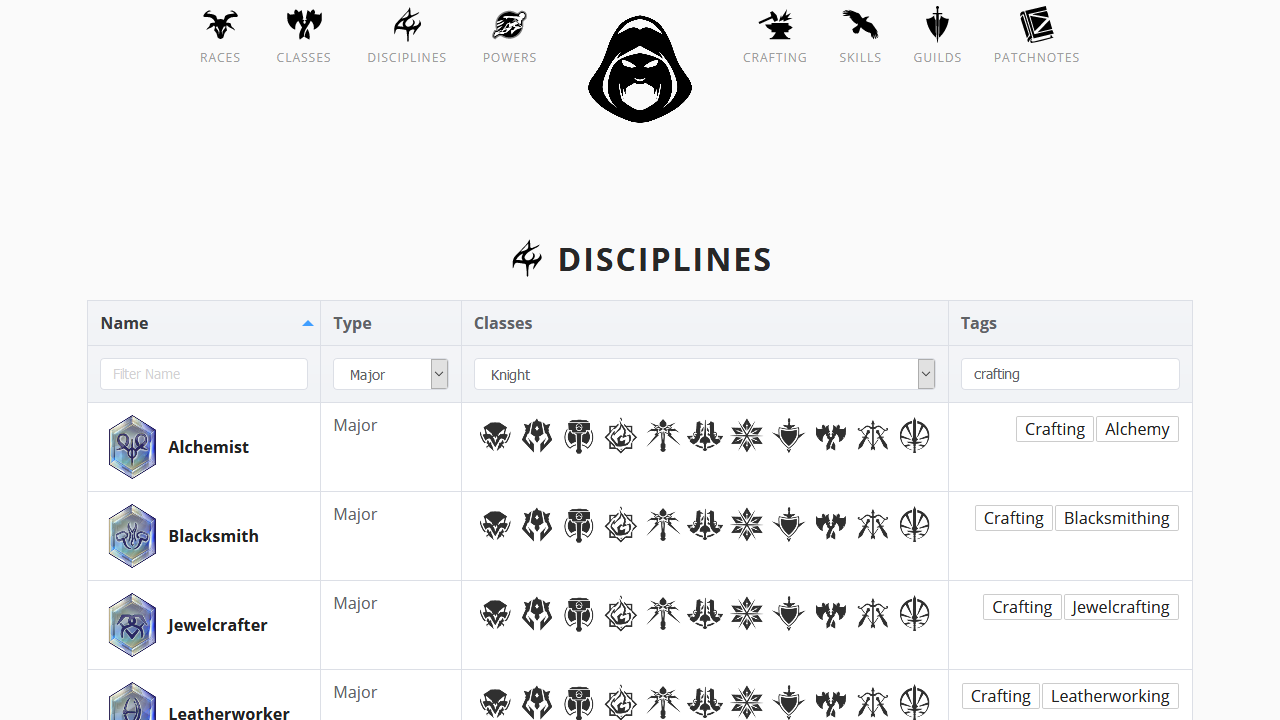 RACES CLASSES DISCIPLINES POWERS CRAFTING SKILLS GUILDS PATCHNOTES
DISCIPLINES
Name Type Classes Tags
Filter Name Major Knight crafting
Alchemist Major Crafting Alchemy
Blacksmith Major Crafting Blacksmithing
Jewelcrafter Major Crafting Jewelcrafting
Leatherworker Major Crafting Leatherworking